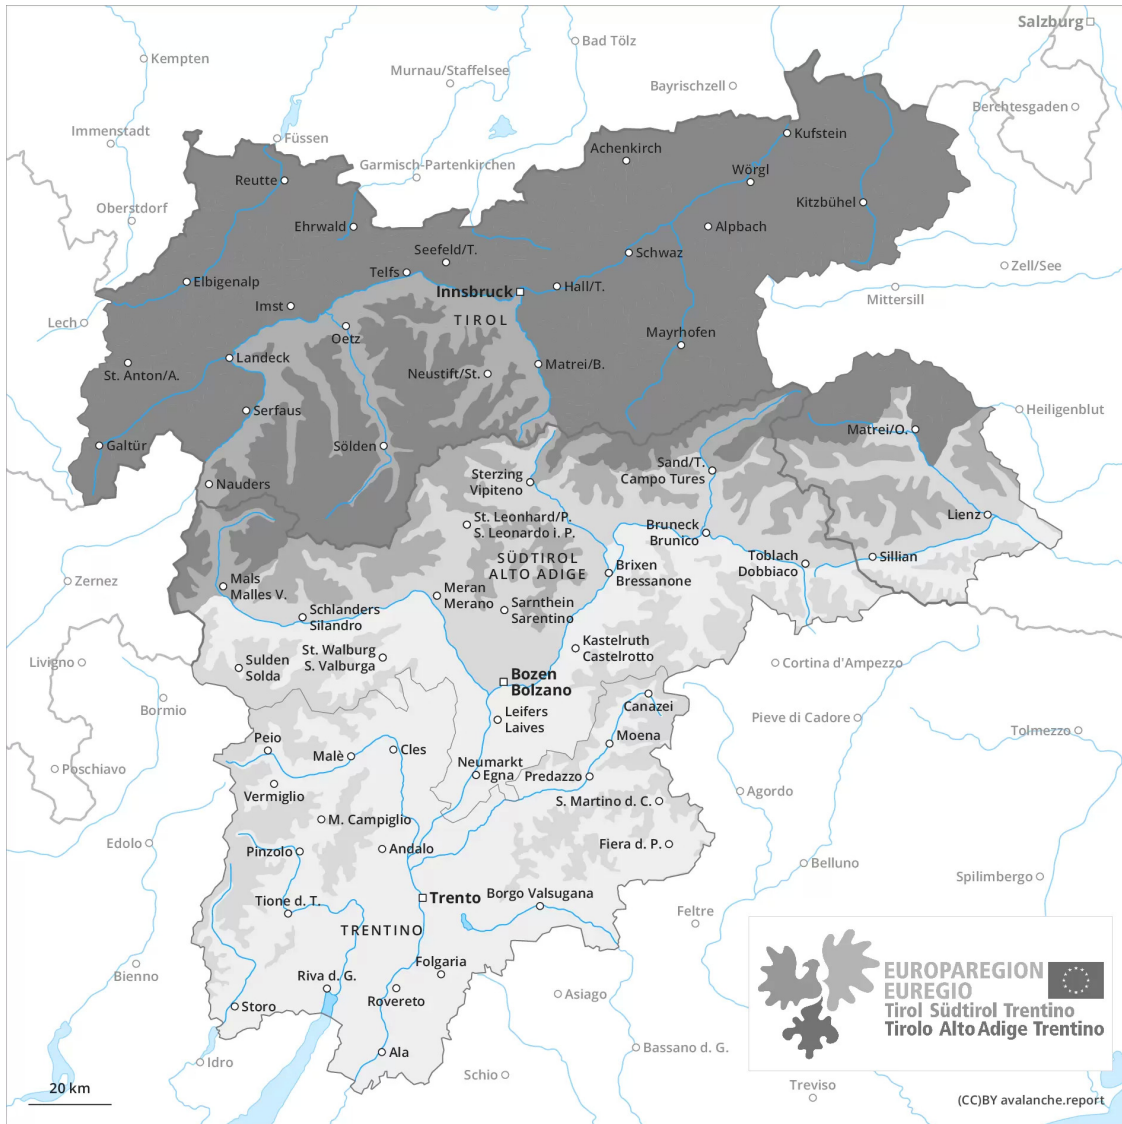 Salzburg
Bad Tölz
Kempten
Murnau/Staffelsee
Bayrischzell
Berchtesgaden
Immenstadt
Füssen
Kufstein
Achenkirch
Garmisch-Partenkirchen
Wörgl
Reutte
Kitzbühel
Oberstdorf
Ehrwald
Alpbach
Seefeld/T.
Schwaz
Telfs
Zell/See
Elbigenalp
Hall/T.
Innsbruck
Mittersill
Imst
TIROL
Lech
Oetz
Mayrhofen
Landeck
Matrei/B.
St. Anton/A.
Neustift/St.
Serfaus
Heiligenblut
Matrei/O.
Galtür
Sölden
Sand/T.
Campo Tures
Sterzing
Vipiteno
Nauders
St. Leonhard/P.
S. Leonardo i. P.
Lienz
Bruneck
Brunico
SÜDTIROL
ALTO ADIGE
Toblach
Dobbiaco
Sillian
Brixen
Bressanone
Zernez
Mals
Malles V.
Meran
Merano
Sarnthein
Sarentino
Schlanders
Silandro
Kastelruth
Castelrotto
St. Walburg
S. Valburga
Livigno
Sulden
Solda
Cortina d'Ampezzo
Bozen
Bolzano
Canazei
Bormio
Leifers
Laives
Pieve di Cadore
Tolmezzo
Peio
Moena
Malè
Cles
Neumarkt
Egna
Predazzo
Poschiavo
Vermiglio
Agordo
S. Martino d. C.
M. Campiglio
Edolo
Pinzolo
Andalo
Fiera d. P.
Belluno
Spilimbergo
Tione d. T.
Trento
Borgo Valsugana
Feltre
TRENTINO
Folgaria
Bienno
Riva d. G.
Rovereto
Asiago
Storo
EUROPAREGION
EUREGIO
Tirol Südtirol Trentino
Tirolo Alto Adige Trentino
Bassano d. G.
Ala
Idro
Schio
Treviso
20 km
(CC)BY avalanche.report